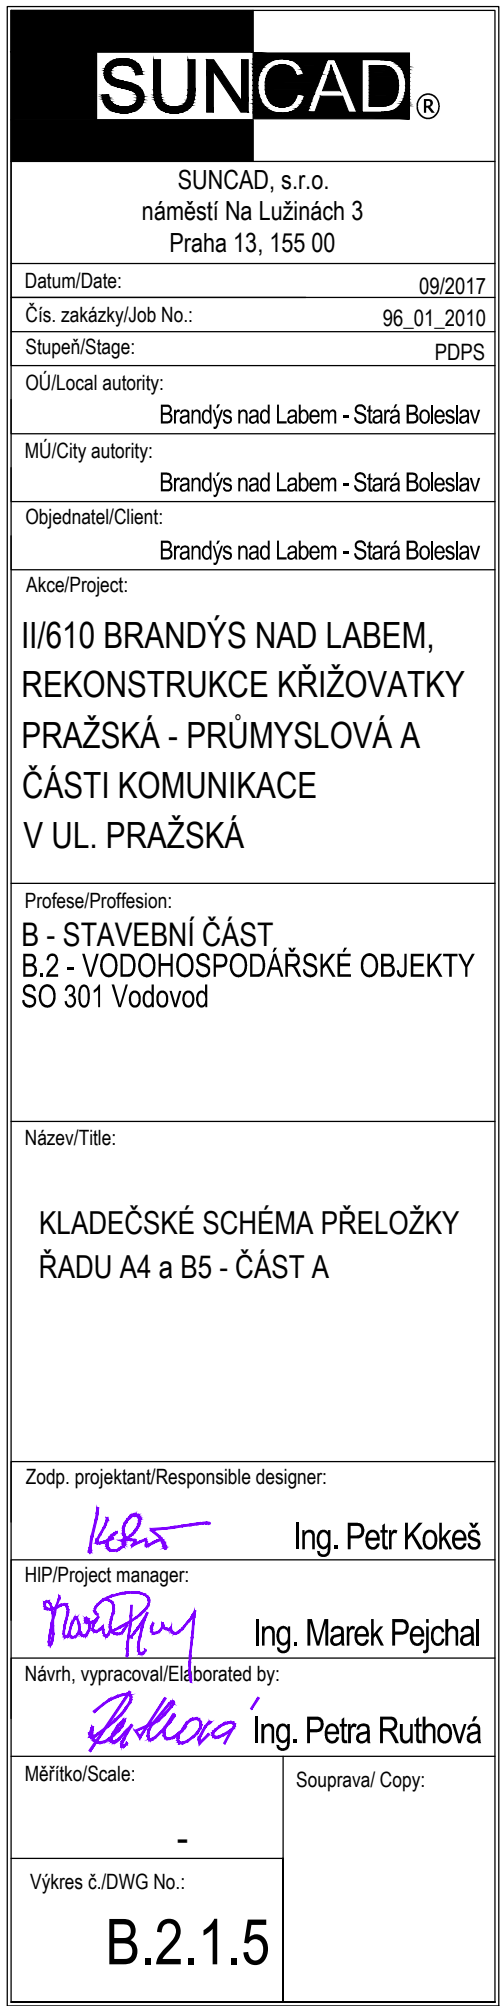 SUNCAD®
SUNCAD, s.r.o.
náměstí Na Lužinách 3
Praha 13, 155 00
Datum/Date:
09/2017
Čís. zakázky/Job No.:
96_01_2010
Stupeň/Stage:
PDPS
OÚ/Local autority:
Brandýs nad Labem - Stará Boleslav
MÚ/City autority:
Brandýs nad Labem - Stará Boleslav
Objednatel/Client:
Brandýs nad Labem - Stará Boleslav
Akce/Project:
II/610 BRANDÝS NAD LABEM,
REKONSTRUKCE KŘIŽOVATKY
PRAŽSKÁ - PRŮMYSLOVÁ A
ČÁSTI KOMUNIKACE
V UL. PRAŽSKÁ
Profese/Proffesion:
B - STAVEBNÍ ČÁST
B.2 - VODOHOSPODÁŘSKÉ OBJEKTY
SO 301 Vodovod
Název/Title:
KLADEČSKÉ SCHÉMA PŘELOŽKY
ŘADU A4 a B5 - ČÁST A
Zodp. projektant/Responsible designer:
Ing. Petr Kokeš
HIP/Project manager:
Ing. Marek Pejchal
Návrh, vypracoval/Elaborated by:
Ruthová Ing. Petra Ruthová
Měřítko/Scale:
-
Souprava/ Copy:
Výkres č./DWG No.:
B.2.1.5